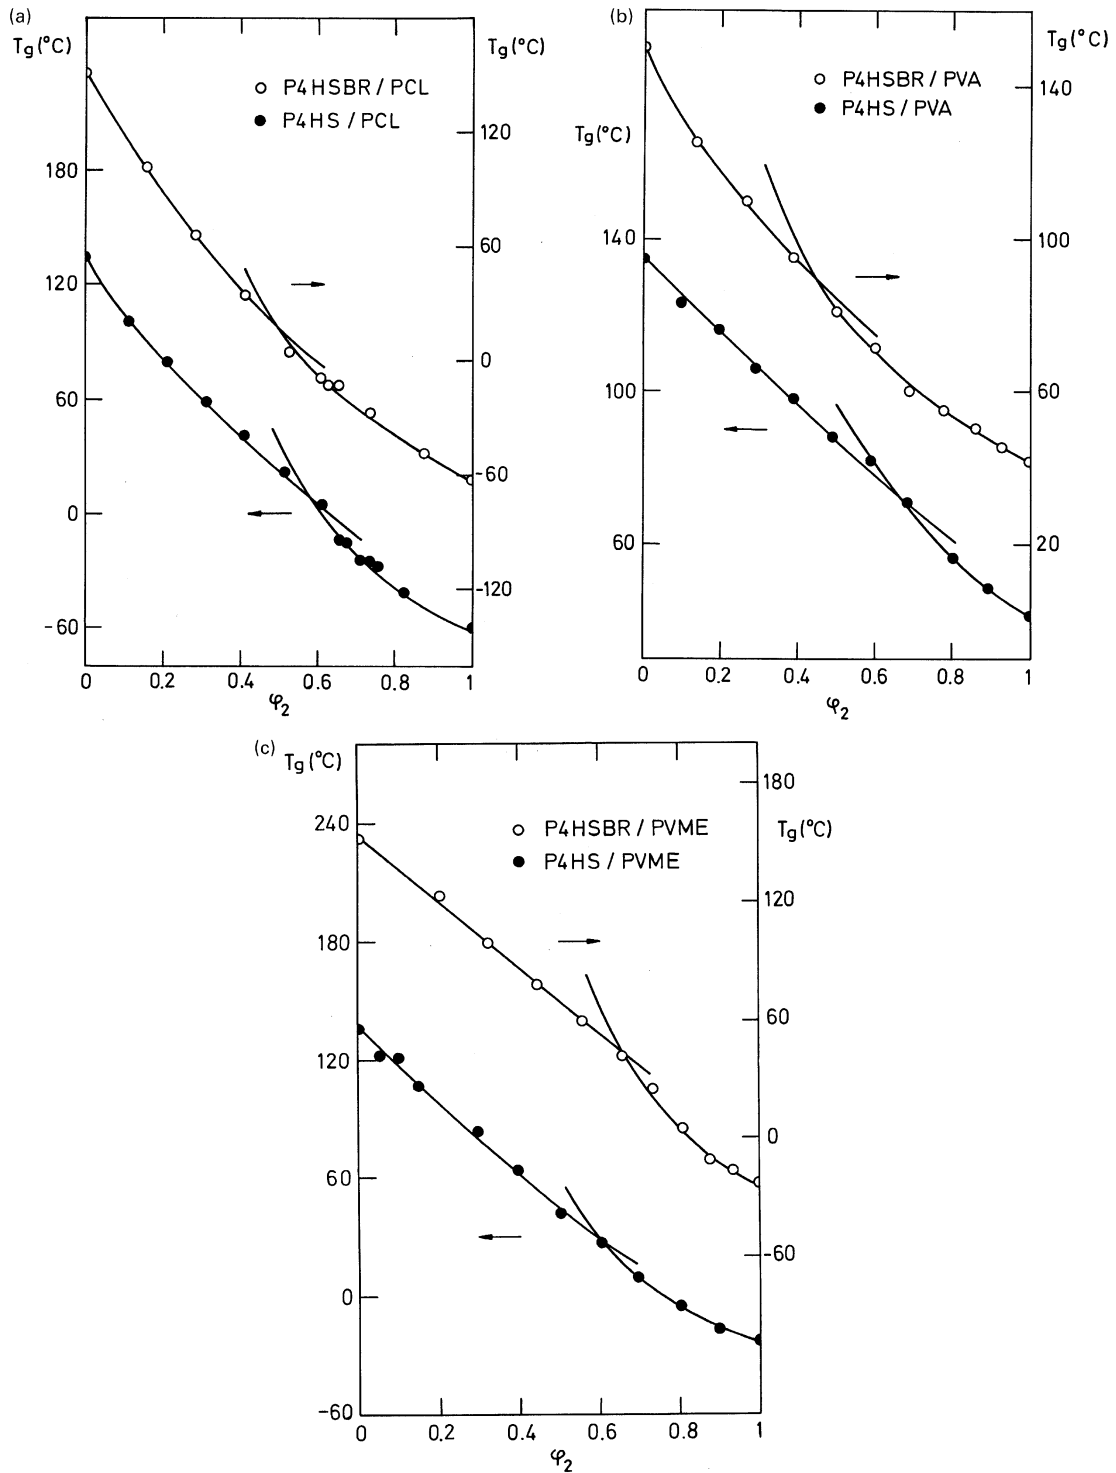 (a)
Tg(°C)
Tg(°C)
P4HSBR / PCL
P4HS / PCL
180
120
60
0
-60
120
60
0
-60
-120
0
0.2
0.4
0.6
0.8
1
φ2
(b)
Tg(°C)
Tg(°C)
P4HSBR / PVA
P4HS / PVA
140
100
60
140
100
60
20
0
0.2
0.4
0.6
0.8
1
φ2
(c)
Tg(°C)
Tg(°C)
P4HSBR / PVME
P4HS / PVME
240
180
120
60
0
-60
180
120
60
0
-60
0.2
0.4
0.6
0.8
1
φ2